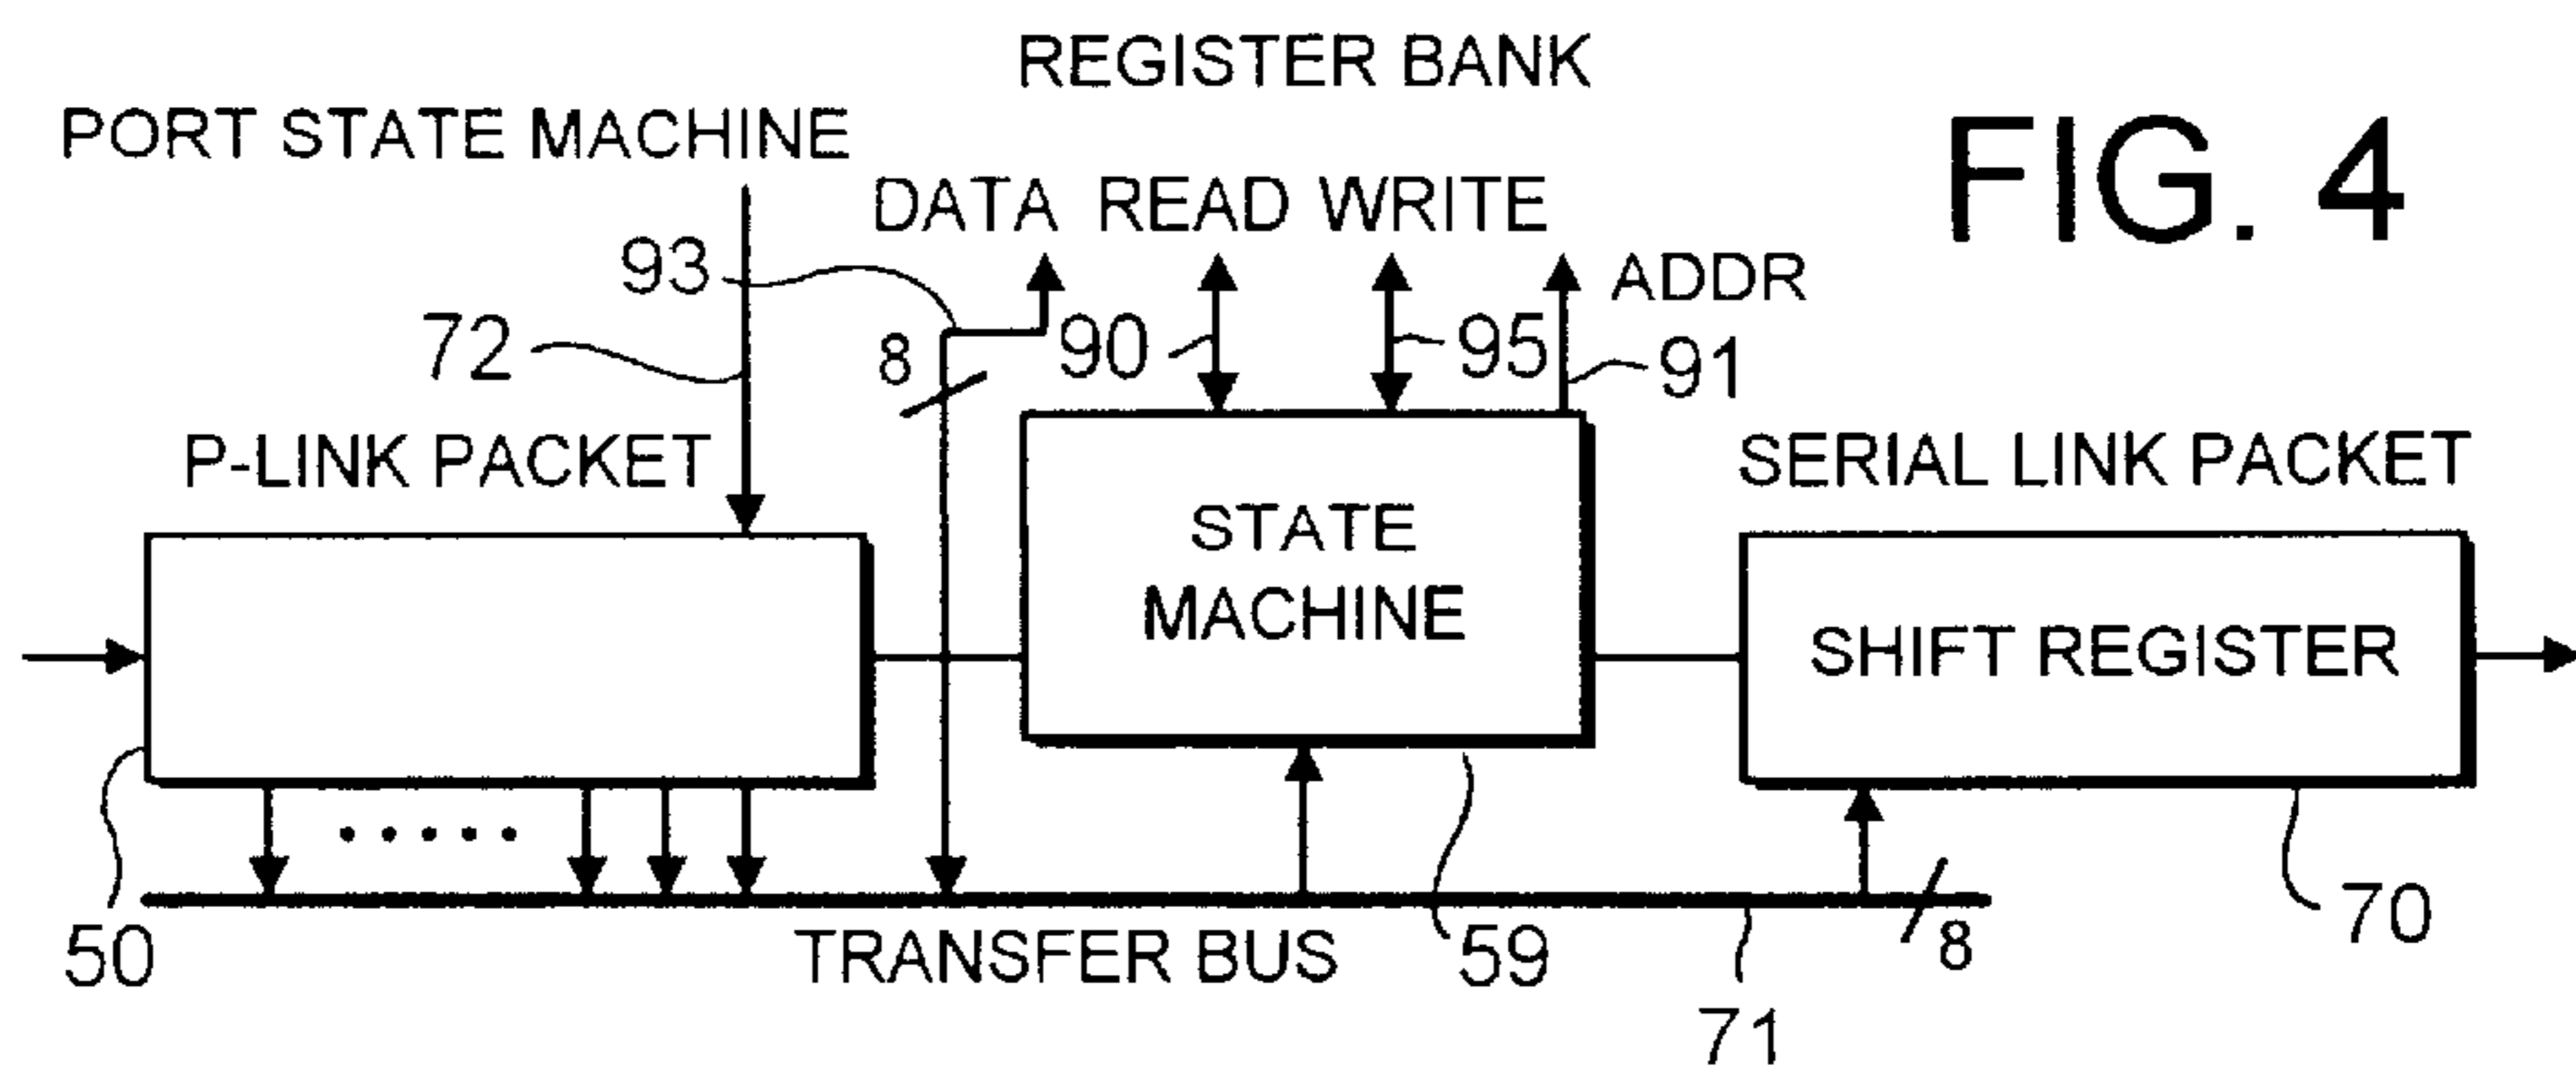 REGISTER BANK
PORT STATE MACHINE
FIG. 4
DATA READ WRITE
93
ADDR
72
8
90
95
91
P-LINK PACKET
SERIAL LINK PACKET
STATE
MACHINE
SHIFT REGISTER
50
TRANSFER BUS
59
71
8
70